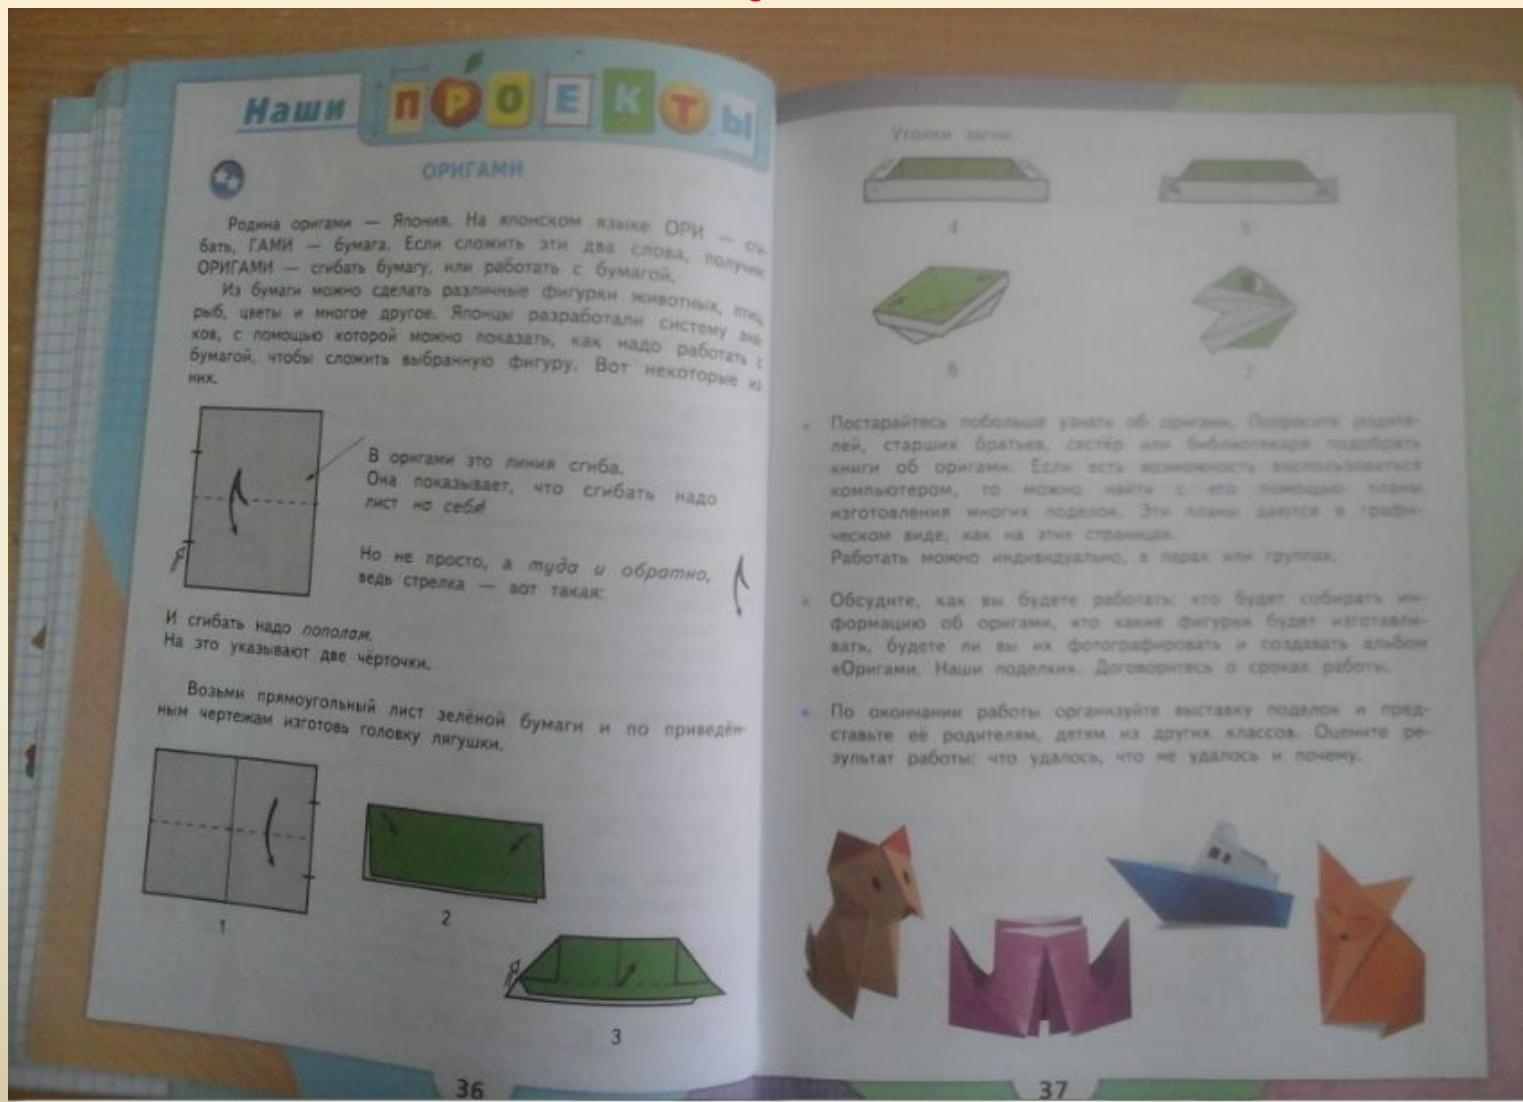 Наши ПРОЕКТЫ
ОРИГАМИ
Родина оригами — Япония. На японском языке ОРИ — сги-
бать, ГАМИ — бумага. Если сложить эти два слова, получим
ОРИГАМИ — сгибать бумагу, или работать с бумагой.
Из бумаги можно сделать различные фигурки животных, птиц,
рыб, цветы и многое другое. Японцы разработали систему зна-
ков, с помощью которой можно показать, как надо работать с
бумагой, чтобы сложить выбранную фигуру. Вот некоторые из
них.
В оригами это линия сгиба.
Она показывает, что сгибать надо
лист на себя!
Но не просто, а туда и обратно,
ведь стрелка — вот такая:
И сгибать надо пополам.
На это указывают две чёрточки.
Возьми прямоугольный лист зелёной бумаги и по приведён-
ным чертежам изготовь головку лягушки.
1
2
3
36
Уголки загни.
4
5
6
7
Постарайтесь побольше узнать об оригами. Попросите родите-
лей, старших братьев, сестёр или библиотекаря подобрать
книги об оригами. Если есть возможность воспользоваться
компьютером, то можно найти с его помощью планы
изготовления многих поделок. Эти планы даются в графи-
ческом виде, как на этих страницах.
Работать можно индивидуально, в парах или группах.
Обсудите, как вы будете работать: кто будет собирать ин-
формацию об оригами, кто какие фигурки будет изготавли-
вать, будете ли вы их фотографировать и создавать альбом
«Оригами. Наши поделки». Договоритесь о сроках работы.
По окончании работы организуйте выставку поделок и пред-
ставьте её родителям, детям из других классов. Оцените ре-
зультат работы: что удалось, что не удалось и почему.
37